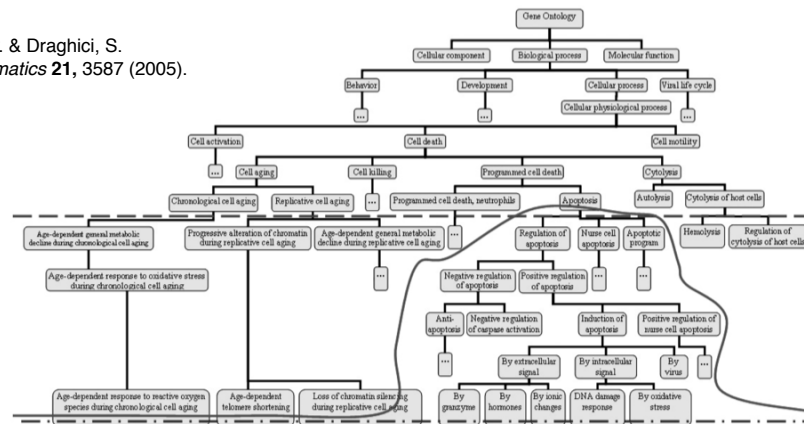 Gene Ontology
. & Draghici, S.
matics 21, 3587 (2005).
Cellular component
Biological process
Molecular function
Behavior
Development
Cellular process
Viral life cycle
...
...
Cellular physiological process
...
Cell activation
Cell death
Cell motility
...
Cell aging
Cell killing
Programmed cell death
Cytolysis
Chronological cell aging
Replicative cell aging
...
Programmed cell death, neutrophils
Apoptosis
Autolysis
Cytolysis of host cells
Age-dependent general metabolic
decline during chronological cell aging
Progressive alteration of chromatin
during replicative cell aging
Age-dependent general metabolic
decline during replicative cell aging
...
Regulation of
apoptosis
Nurse cell
apoptosis
Apoptotic
program
Hemolysis
Regulation of
cytolysis of host cells
Age-dependent response to oxidative stress
during chronological cell aging
...
Negative regulation
of apoptosis
Positive regulation
of apoptosis
...
...
Anti-
apoptosis
Negative regulation
of caspase activation
Induction of
apoptosis
Positive regulation of
nurse cell apoptosis
...
By extracellular
signal
By intracellular
signal
By
virus
...
Age-dependent response to reactive oxygen
species during chronological cell aging
Age-dependent
telomere shortening
Loss of chromatin silencing
during replicative cell aging
By
granzyme
By
hormones
By ionic
changes
DNA damage
response
By oxidative
stress